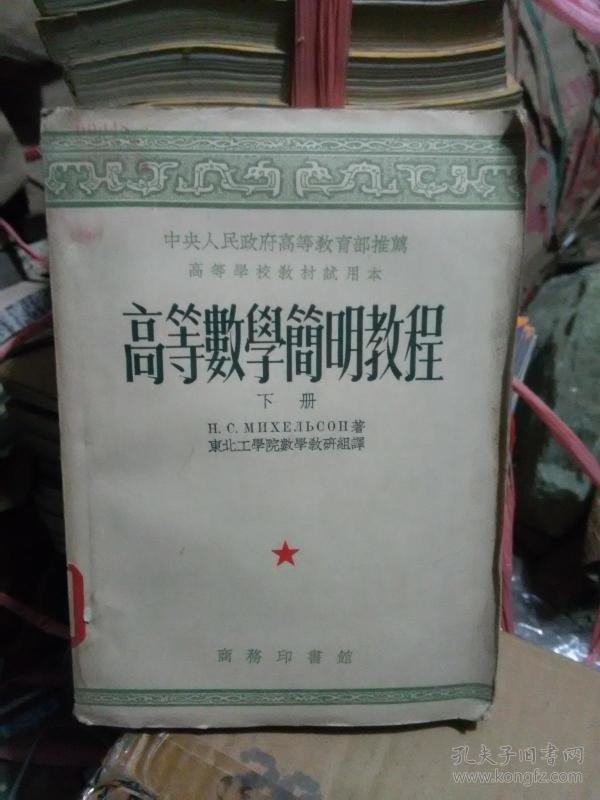 中央人民政府高等教育部推薦
高等學校教材試用本
高等數學簡明教程
下册
Н. С. МИХЕЛЬСОН著
東北工學院數學教研組譯
商務印書館
孔夫子旧书网
www.kongfz.com